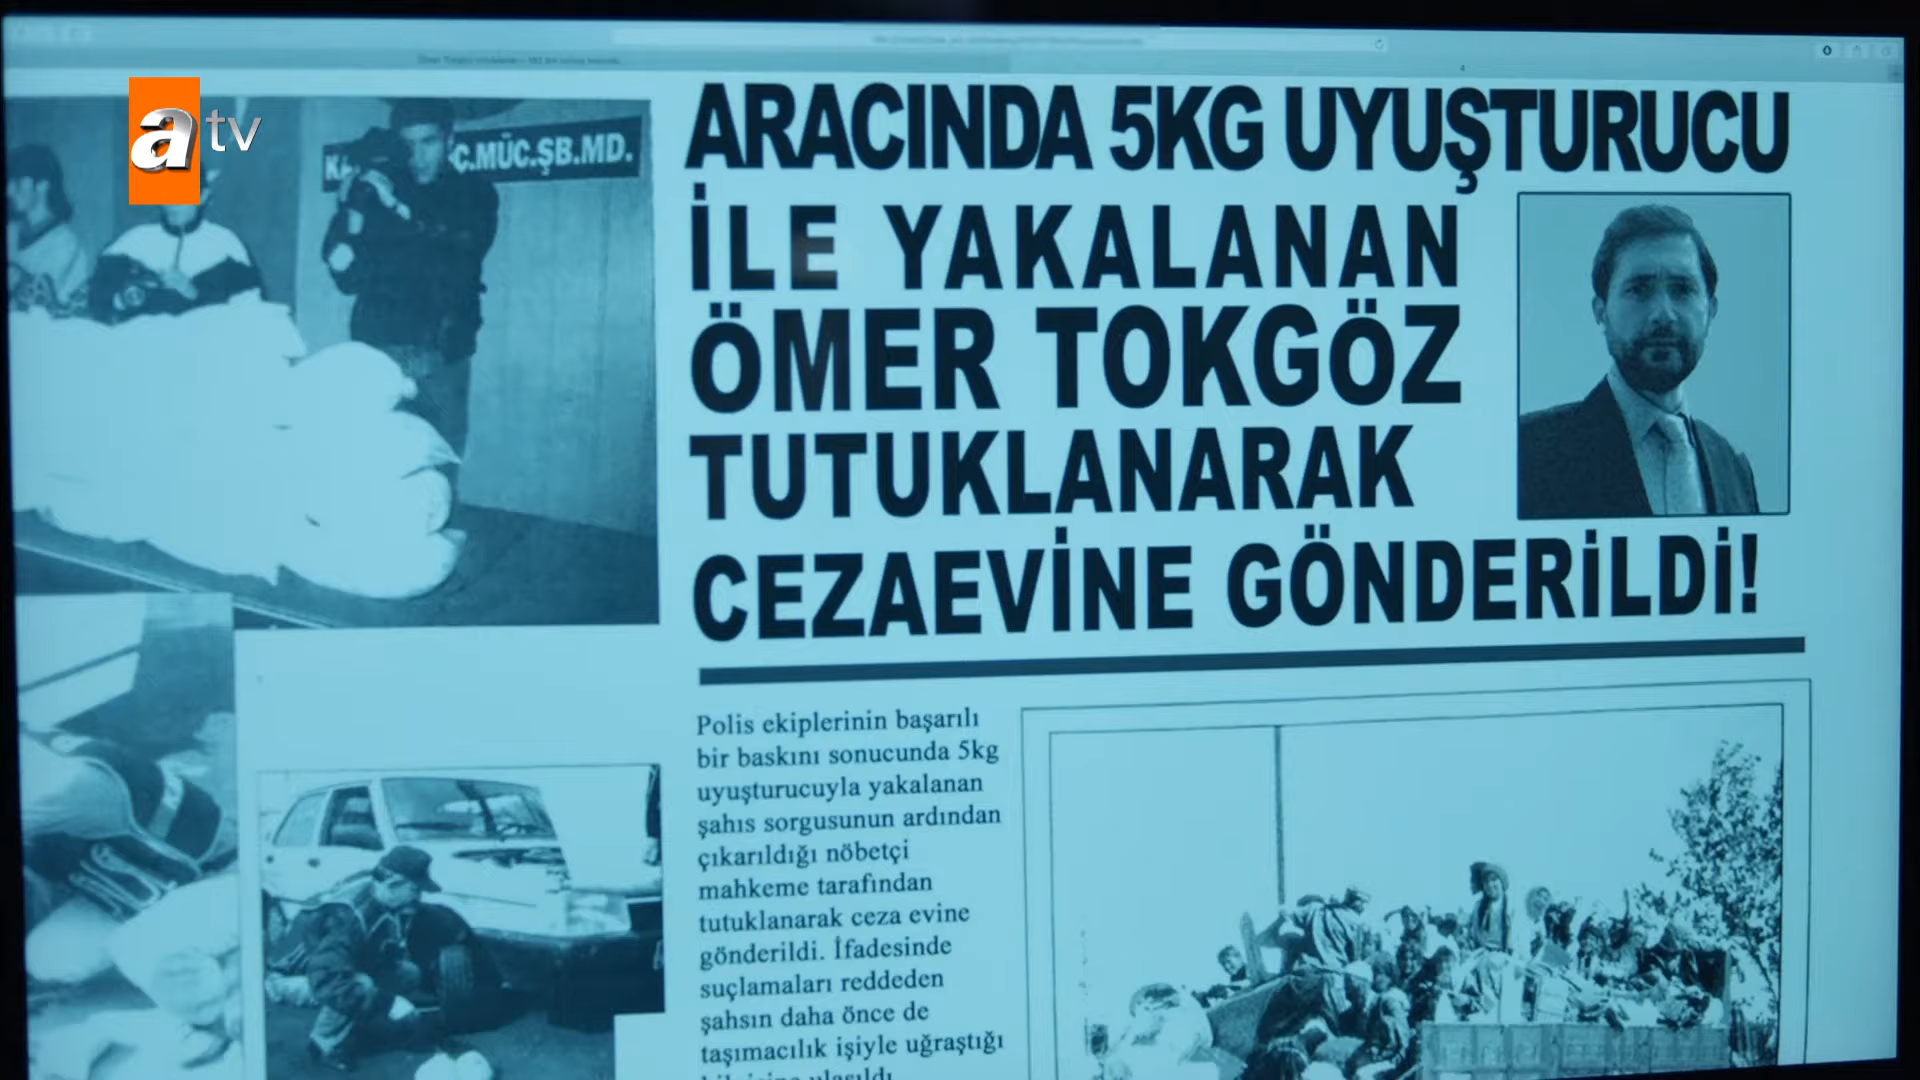 atv
C.MÜC.ŞB.MD.
ARACINDA 5KG UYUŞTURUCU
İLE YAKALANAN
ÖMER TOKGÖZ
TUTUKLANARAK
CEZAEVİNE GÖNDERİLDİ!
Polis ekiplerinin başarılı
bir baskını sonucunda 5kg
uyuşturucuyla yakalanan
şahıs sorgusunun ardından
çıkarıldığı nöbetçi
mahkeme tarafından
tutuklanarak ceza evine
gönderildi. İfadesinde
suçlamaları reddeden
şahsın daha önce de
taşımacılık işiyle uğraştığı